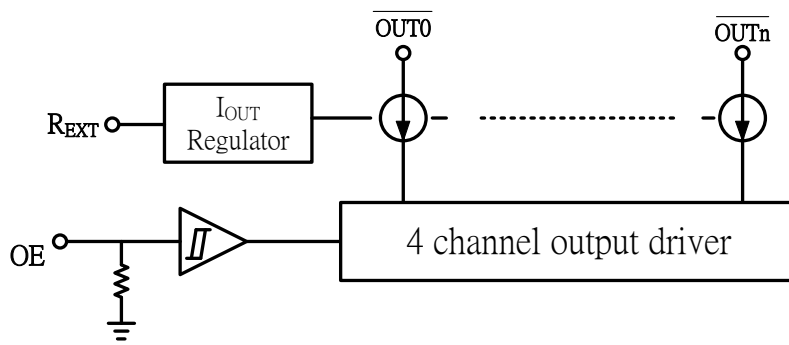 OUT0
OUTn
IOUT
Regulator
REXT
OE
4 channel output driver